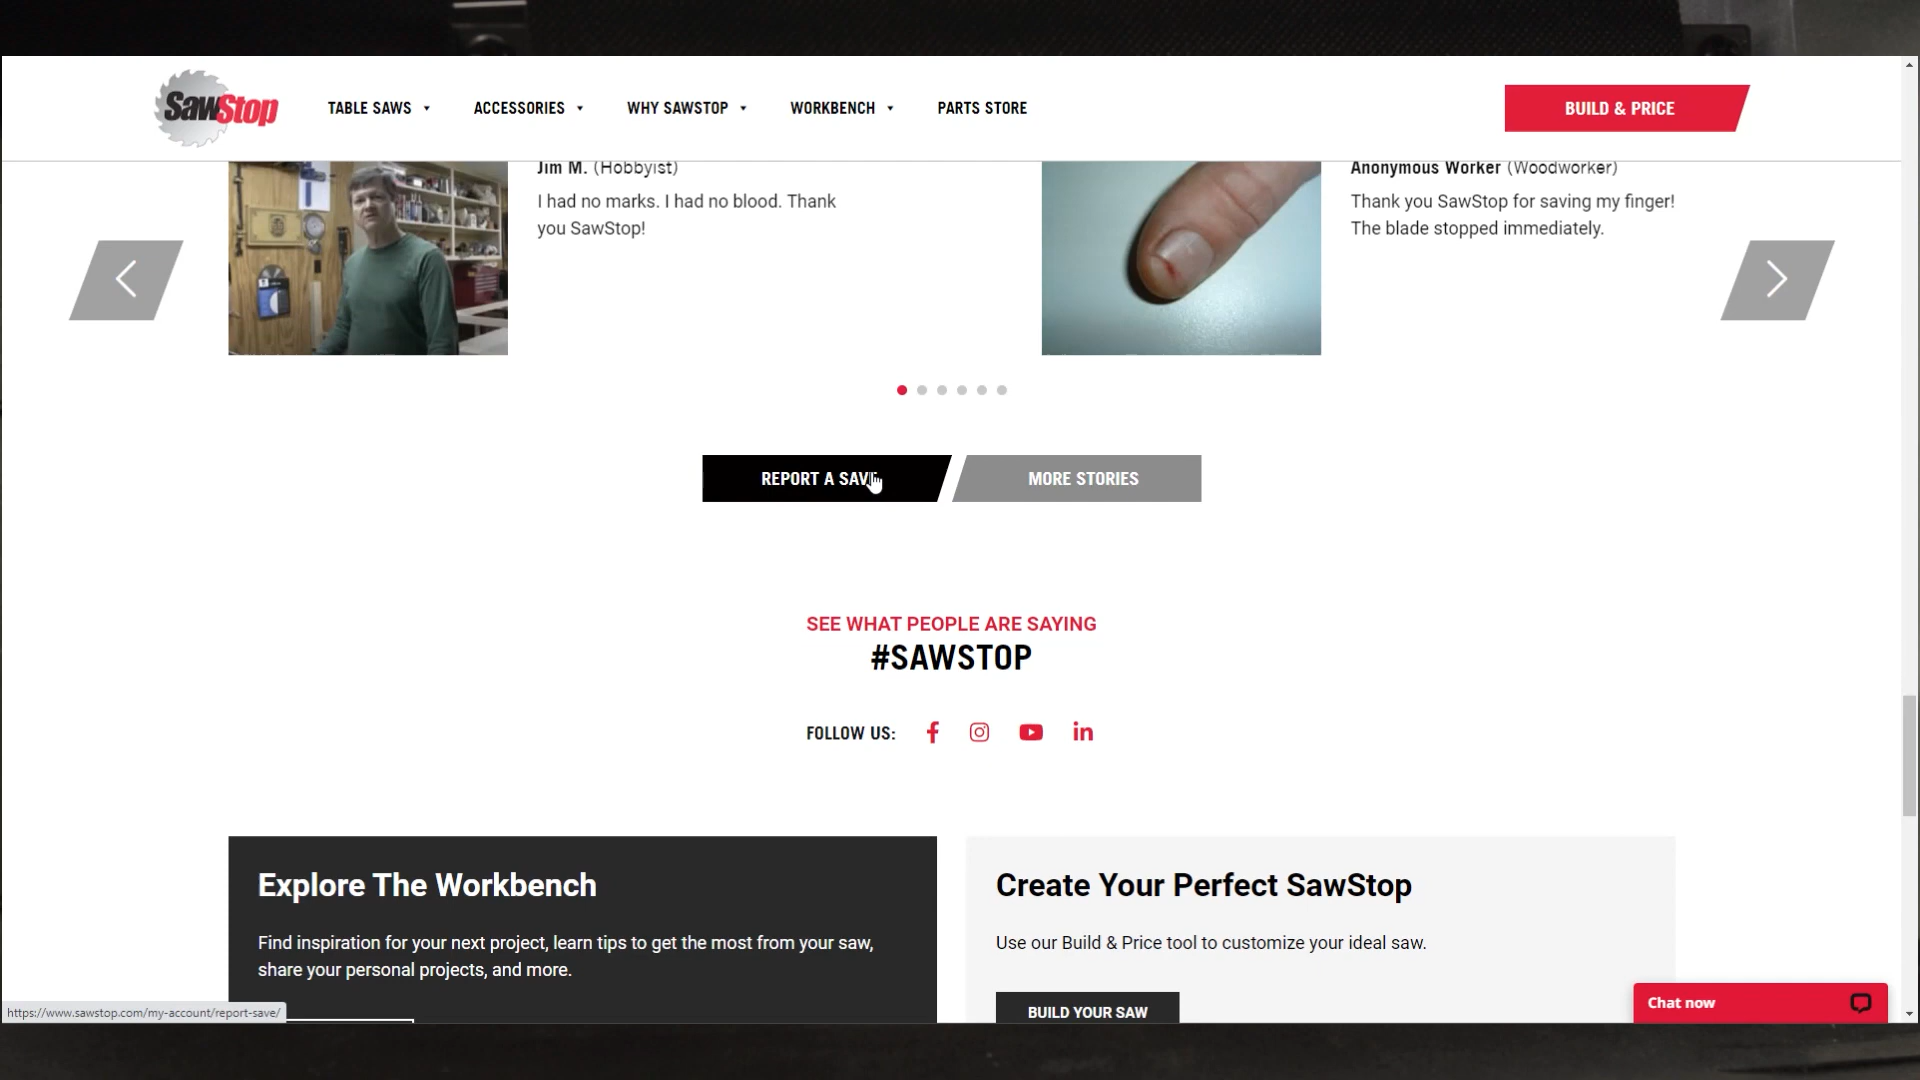 SawStop
TABLE SAWS
ACCESSORIES
WHY SAWSTOP
WORKBENCH
PARTS STORE
BUILD & PRICE
Jim M. (Hobbyist)
I had no marks. I had no blood. Thank
you SawStop!
Anonymous Worker (Woodworker)
Thank you SawStop for saving my finger!
The blade stopped immediately.
REPORT A SAVE
MORE STORIES
SEE WHAT PEOPLE ARE SAYING
#SAWSTOP
FOLLOW US:
Explore The Workbench
Find inspiration for your next project, learn tips to get the most from your saw,
share your personal projects, and more.
Create Your Perfect SawStop
Use our Build & Price tool to customize your ideal saw.
BUILD YOUR SAW
Chat now
https://www.sawstop.com/my-account/report-save/